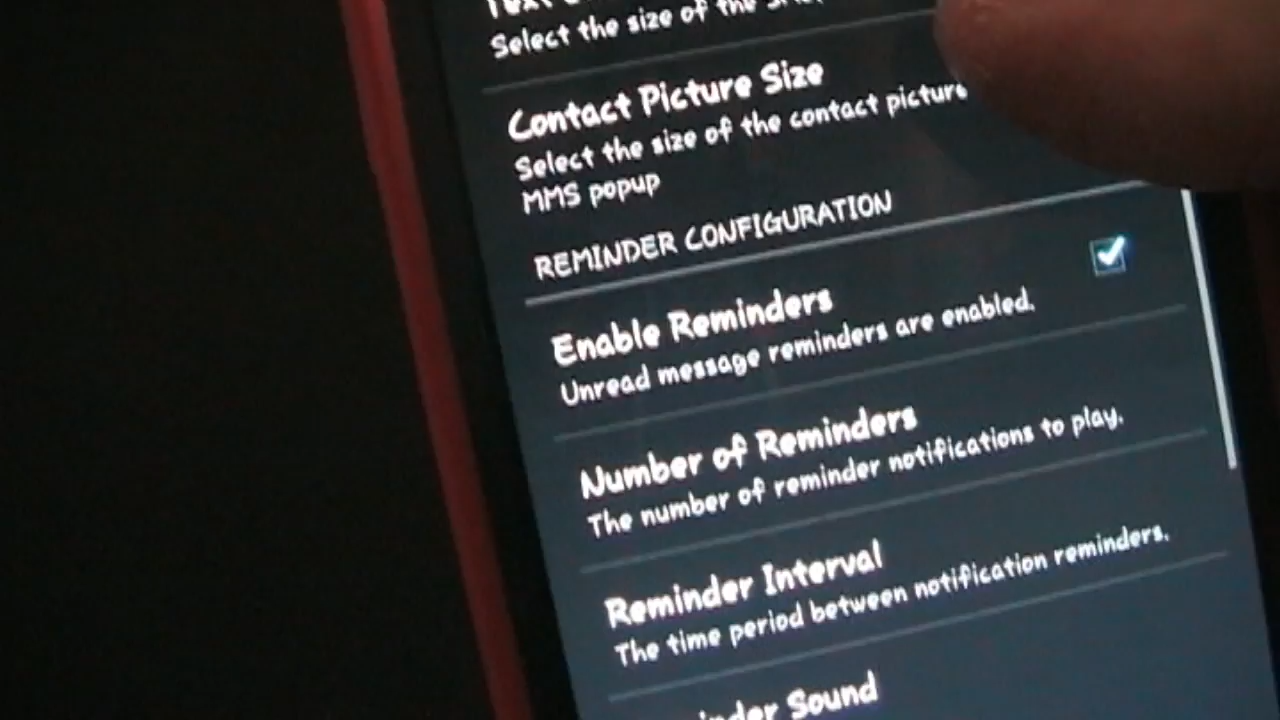 Select the size of the
Contact Picture Size
Select the size of the contact picture
MMS popup
REMINDER CONFIGURATION
Enable Reminders
Unread message reminders are enabled.
Number of Reminders
The number of reminder notifications to play.
Reminder Interval
The time period between notification reminders.
Sound